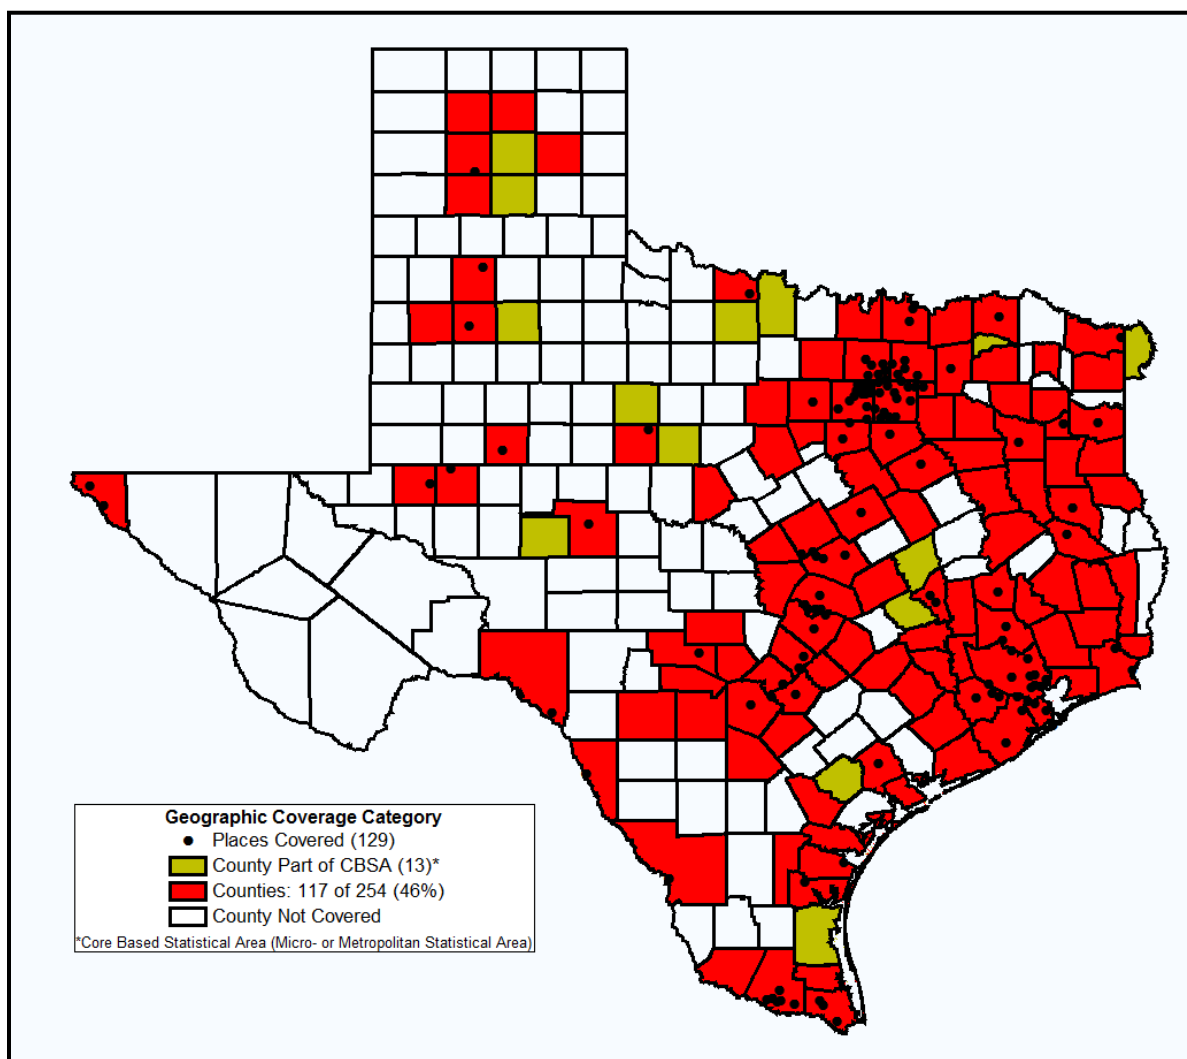 Geographic Coverage Category
Places Covered (129)
County Part of CBSA (13)*
Counties: 117 of 254 (46%)
County Not Covered
*Core Based Statistical Area (Micro- or Metropolitan Statistical Area)